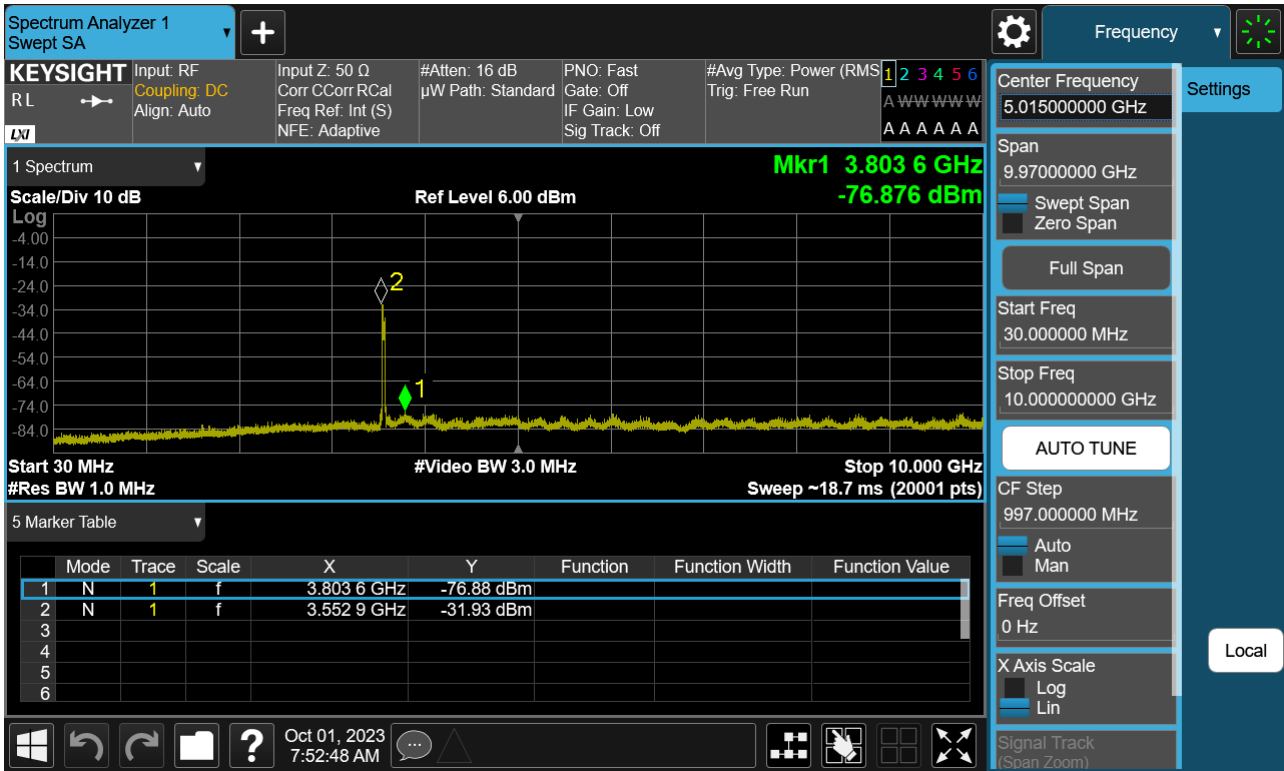 Spectrum Analyzer 1
Swept SA
Frequency
KEYSIGHT
R L
LXI
Input: RF
Coupling: DC
Align: Auto
Input Z: 50 Ω
Corr CCorr RCal
Freq Ref: Int (S)
NFE: Adaptive
#Atten: 16 dB
µW Path: Standard
PNO: Fast
Gate: Off
IF Gain: Low
Sig Track: Off
#Avg Type: Power (RMS
Trig: Free Run
1 2 3 4 5 6
A W W W W W
A A A A A A
1 Spectrum
Mkr1 3.803 6 GHz
-76.876 dBm
Scale/Div 10 dB
Ref Level 6.00 dBm
Log
-4.00
-14.0
-24.0
-34.0
-44.0
-54.0
-64.0
-74.0
-84.0
2
1
Start 30 MHz
#Video BW 3.0 MHz
Stop 10.000 GHz
#Res BW 1.0 MHz
Sweep ~18.7 ms (20001 pts)
5 Marker Table
Mode Trace Scale X Y Function Function Width Function Value
1 N 1 f 3.803 6 GHz -76.88 dBm
2 N 1 f 3.552 9 GHz -31.93 dBm
3
4
5
6
Center Frequency
5.015000000 GHz
Span
9.97000000 GHz
Swept Span
Zero Span
Full Span
Start Freq
30.000000 MHz
Stop Freq
10.000000000 GHz
AUTO TUNE
CF Step
997.000000 MHz
Auto
Man
Freq Offset
0 Hz
X Axis Scale
Log
Lin
Signal Track
(Span Zoom)
Settings
Local
?
Oct 01, 2023
7:52:48 AM